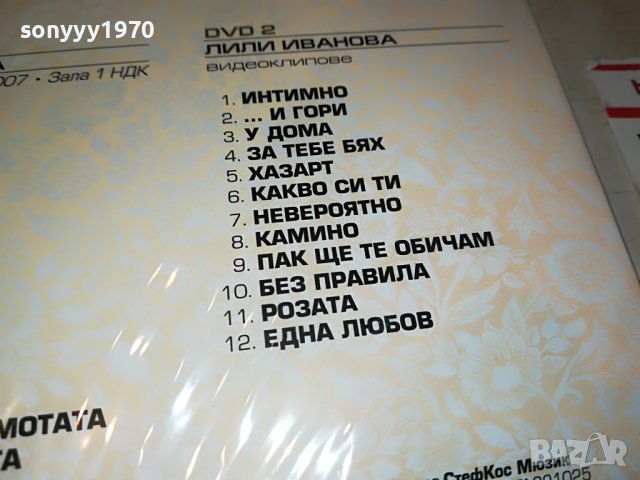 sonyyy1970
007 • Зала 1 НДК
DVD 2
ЛИЛИ ИВАНОВА
видеоклипове
1. ИНТИМНО
2. ... И ГОРИ
3. У ДОМА
4. ЗА ТЕБЕ БЯХ
5. ХАЗАРТ
6. КАКВО СИ ТИ
7. НЕВЕРОЯТНО
8. КАМИНО
9. ПАК ЩЕ ТЕ ОБИЧАМ
10. БЕЗ ПРАВИЛА
11. РОЗАТА
12. ЕДНА ЛЮБОВ
МОТАТА
ТА
СтефКос Мюзик
BAZAR